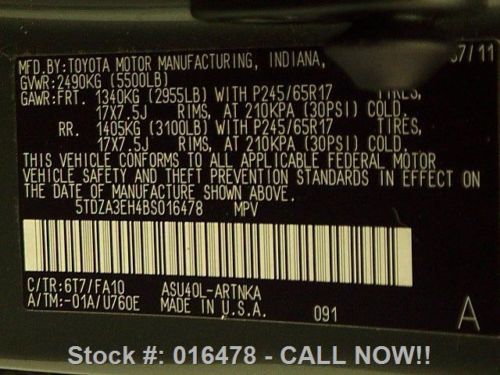 MFD.BY:TOYOTA MOTOR MANUFACTURING, INDIANA, 07/11
GVWR:2490KG (5500LB)
GAWR:FRT. 1340KG (2955LB) WITH P245/65R17 TIRES,
17X7.5J RIMS, AT 210KPA (30PSI) COLD.
RR. 1405KG (3100LB) WITH P245/65R17 TIRES,
17X7.5J RIMS, AT 210KPA (30PSI) COLD.
THIS VEHICLE CONFORMS TO ALL APPLICABLE FEDERAL MOTOR
VEHICLE SAFETY AND THEFT PREVENTION STANDARDS IN EFFECT ON
THE DATE OF MANUFACTURE SHOWN ABOVE.
5TDZA3EH4BS016478 MPV
C/TR:6T7/FA10 ASU40L-ARTNKA
A/TM:-01A/U760E MADE IN U.S.A. 091 A
Stock #: 016478 - CALL NOW!!